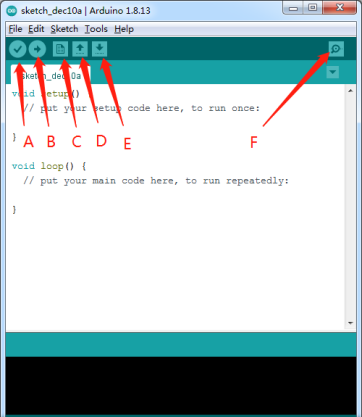 sketch_dec10a | Arduino 1.8.13
File Edit Sketch Tools Help
sketch_dec10a
void setup()
// put your setup code here, to run once:
}
A B C D E F
void loop() {
// put your main code here, to run repeatedly:
}